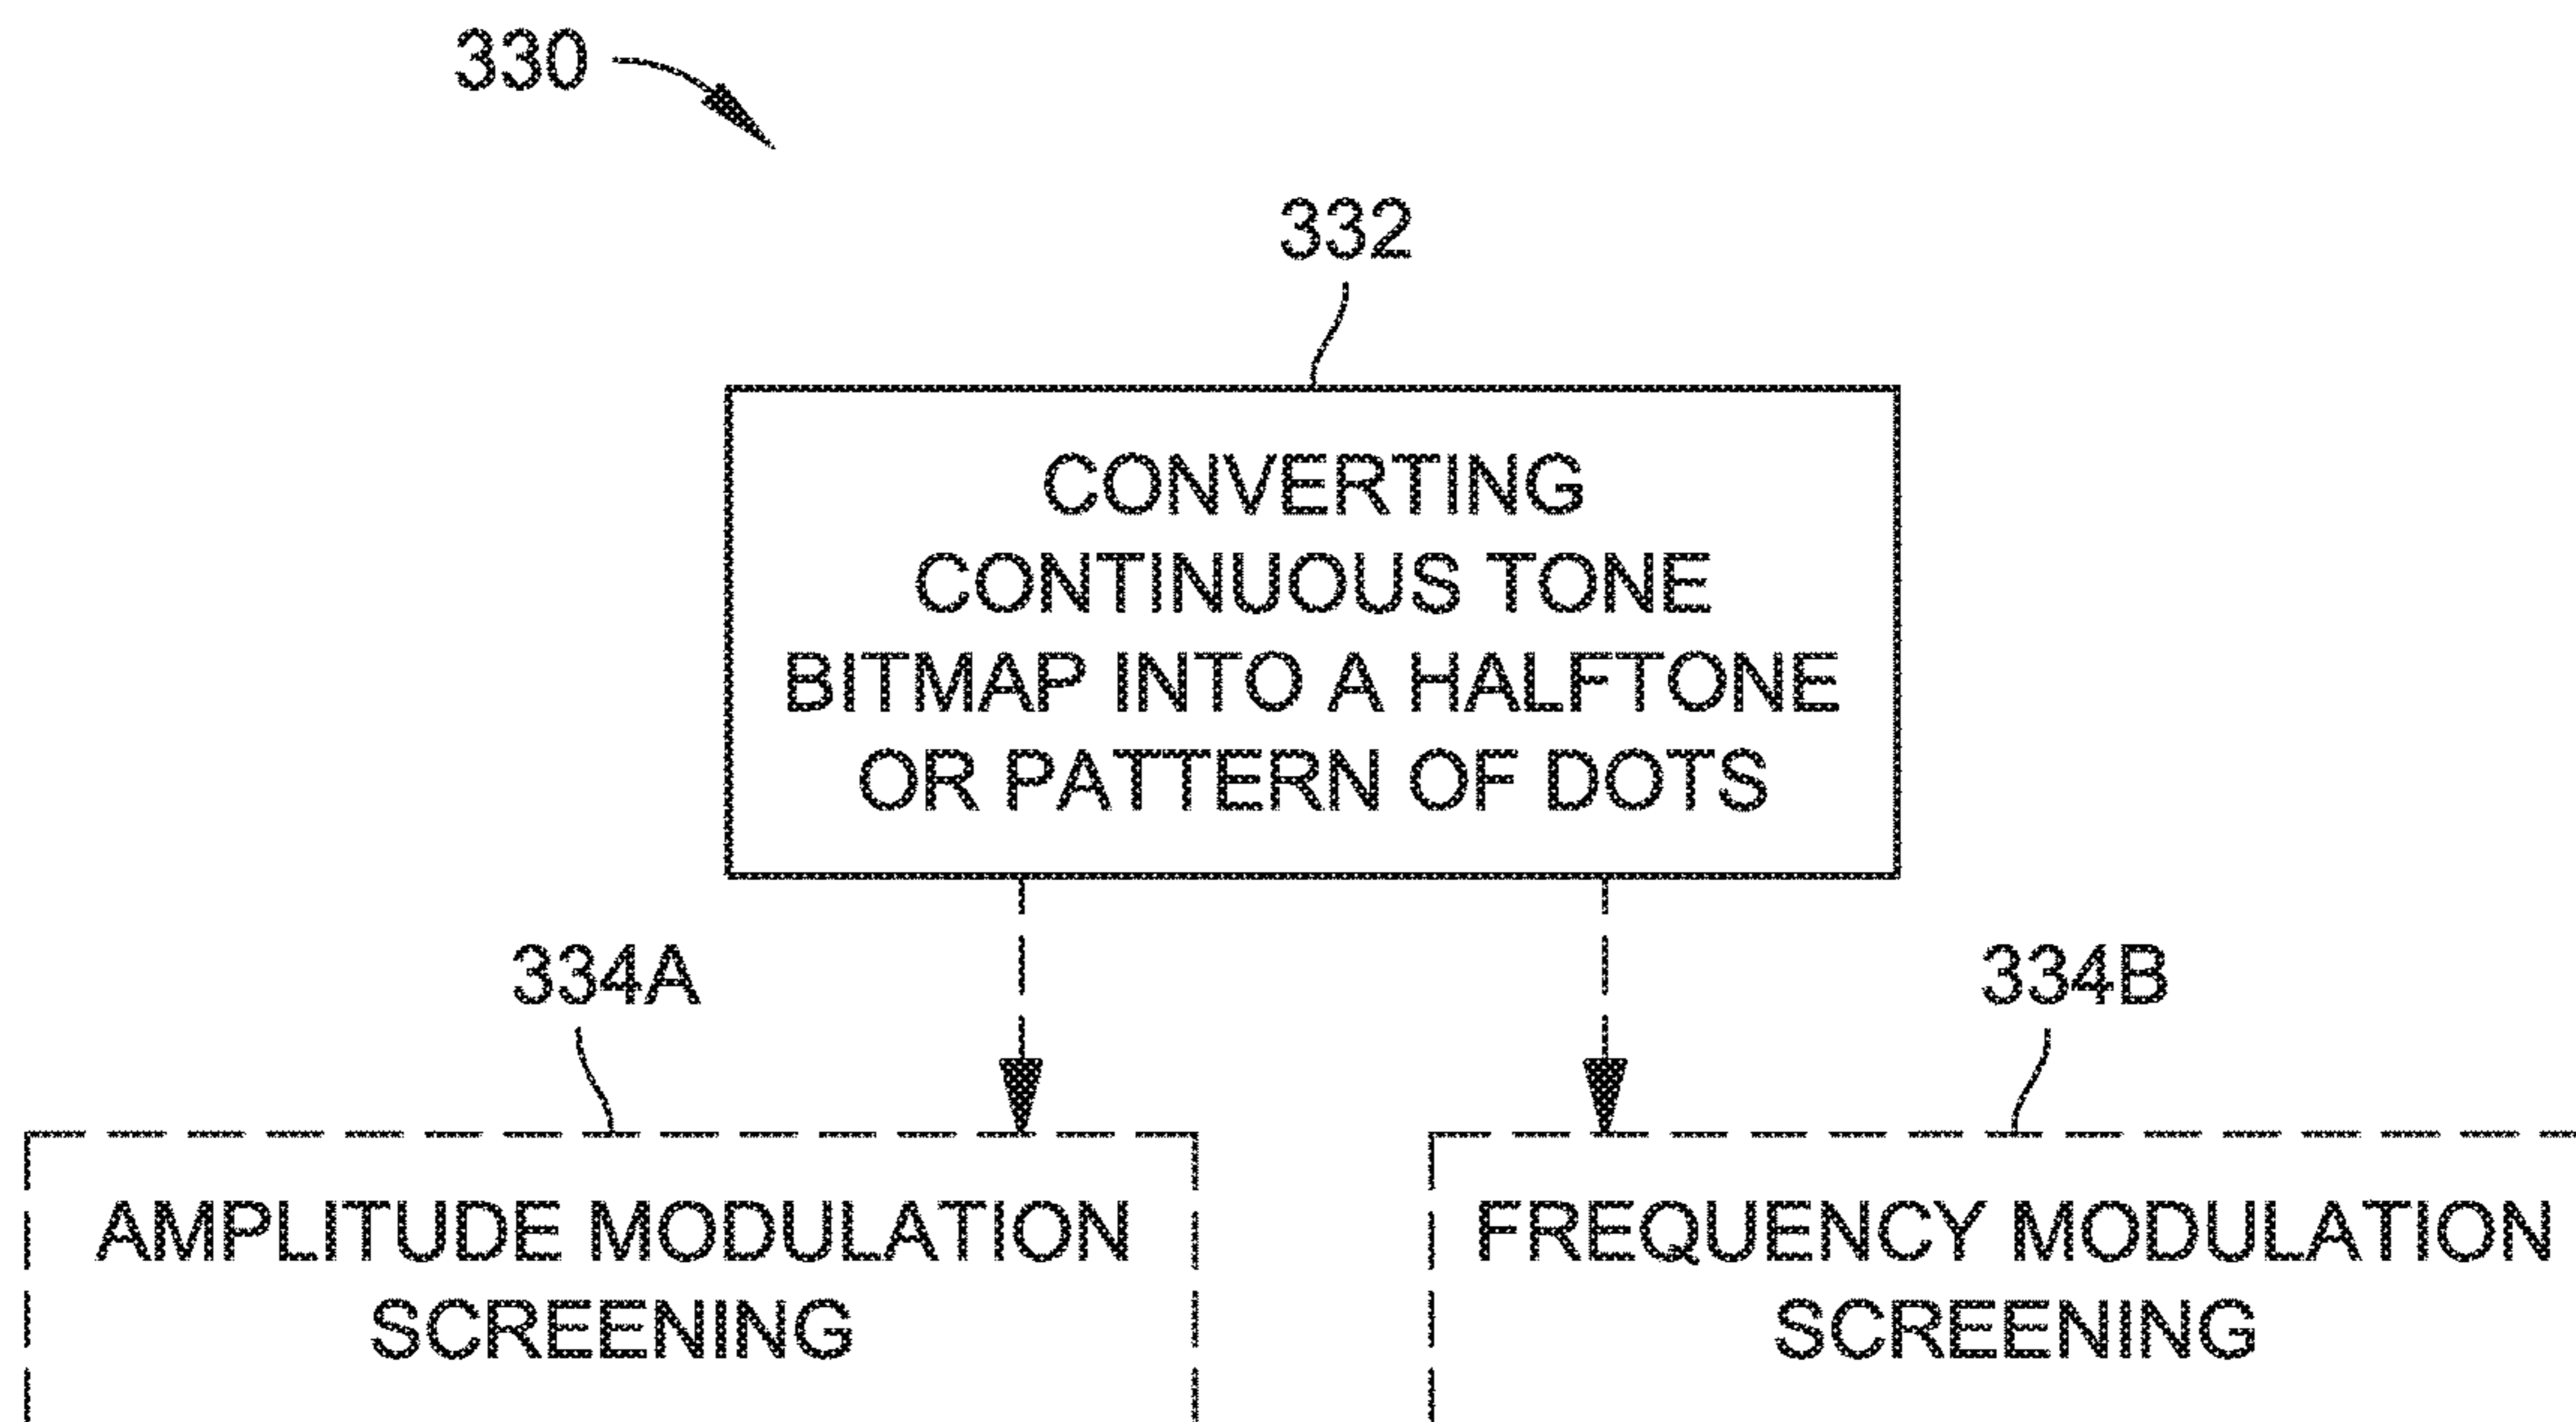 330
332
CONVERTING
CONTINUOUS TONE
BITMAP INTO A HALFTONE
OR PATTERN OF DOTS
334A
334B
AMPLITUDE MODULATION
SCREENING
FREQUENCY MODULATION
SCREENING